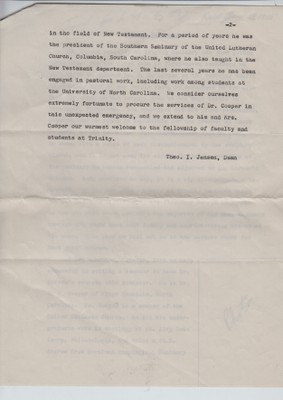 -2-
in the field of New Testament. For a period of years he was
the president of the Southern Seminary of the United Lutheran
Church, Columbia, South Carolina, where he also taught in the
New Testament department. The last several years he has been
engaged in pastoral work, including work among students at
the University of North Carolina. We consider ourselves
extremely fortunate to procure the services of Dr. Cooper in
this unexpected emergency, and we extend to him and Mrs.
Cooper our warmest welcome to the fellowship of faculty and
students at Trinity.
Theo. I. Jensen, Dean